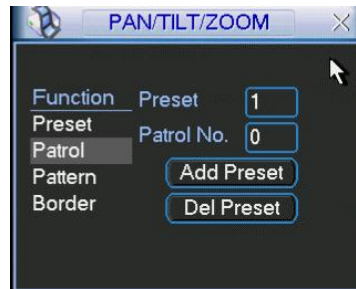 PAN/TILT/ZOOM
Function
Preset
Patrol
Pattern
Border
Preset 1
Patrol No. 0
Add Preset
Del Preset